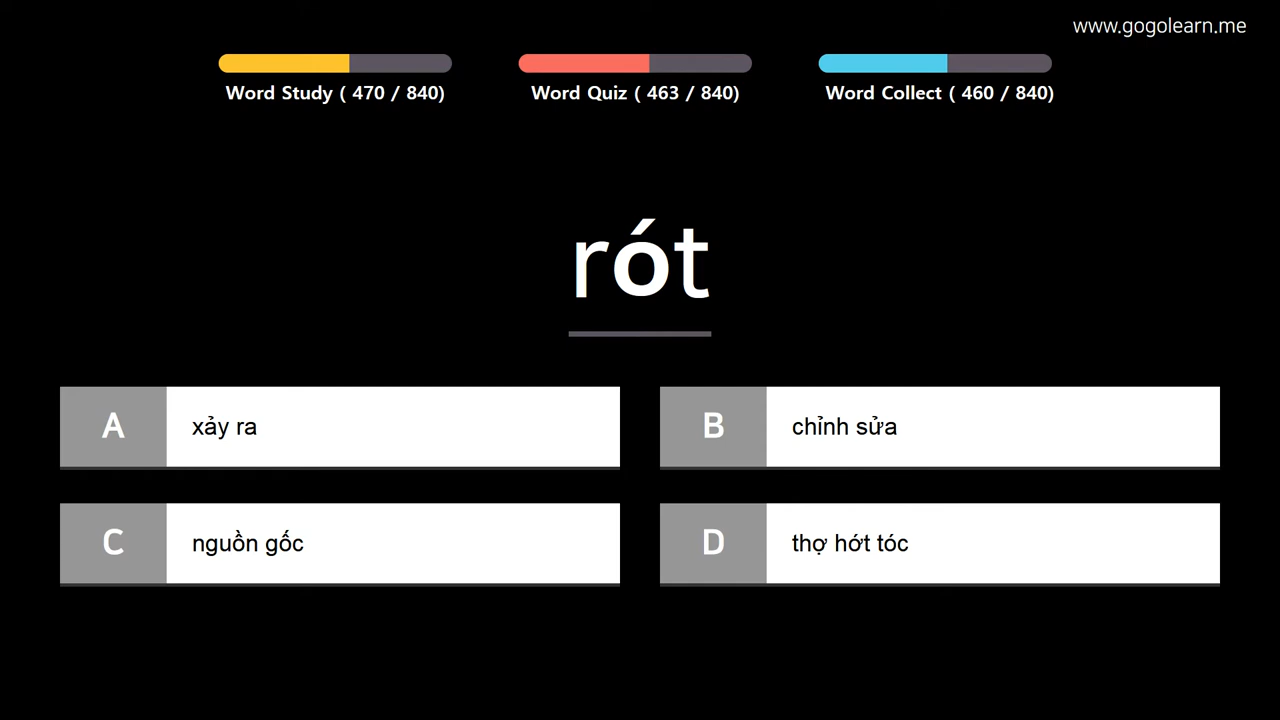 www.gogolearn.me
Word Study ( 470 / 840)
Word Quiz ( 463 / 840)
Word Collect ( 460 / 840)
rót
A xảy ra
B chỉnh sửa
C nguồn gốc
D thợ hớt tóc